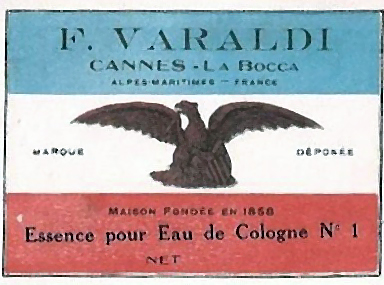 F. VARALDI
CANNES - LA BOCCA
ALPES-MARITIMES — FRANCE
MARQUE DÉPOSÉE
MAISON FONDÉE EN 1858
Essence pour Eau de Cologne N° 1
NET